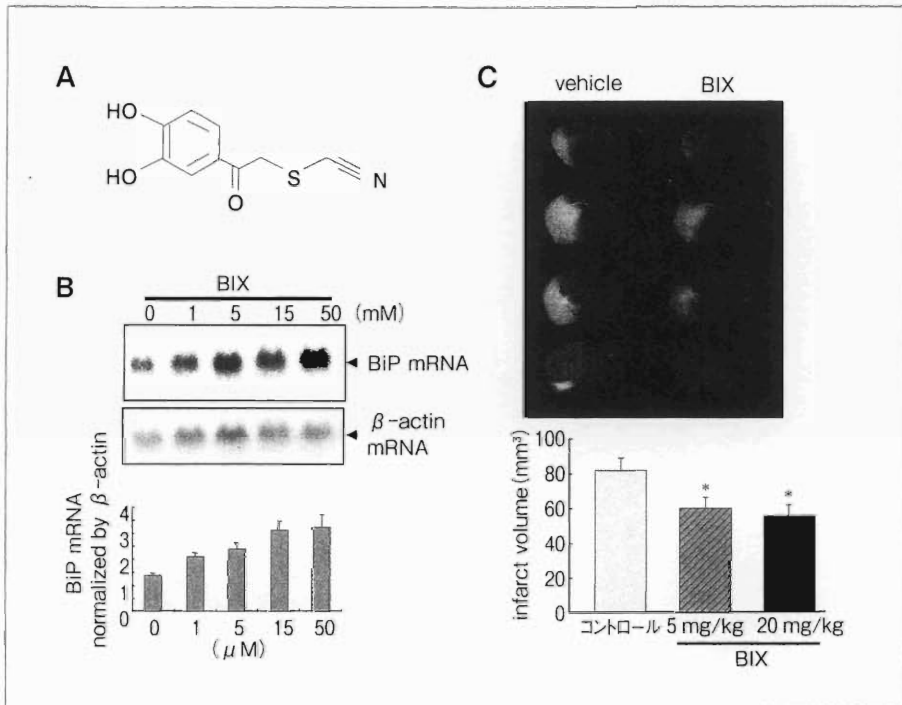 A
HO
HO
O
S
N
B
BIX
0 1 5 15 50 (mM)
BiP mRNA
β-actin
mRNA
BiP mRNA
normalized by β-actin
4
3
2
1
0
0 1 5 15 50
(μM)
C
vehicle BIX
infarct volume (mm³)
100
80
60
40
20
0
* *
コントロール 5 mg/kg 20 mg/kg
BIX